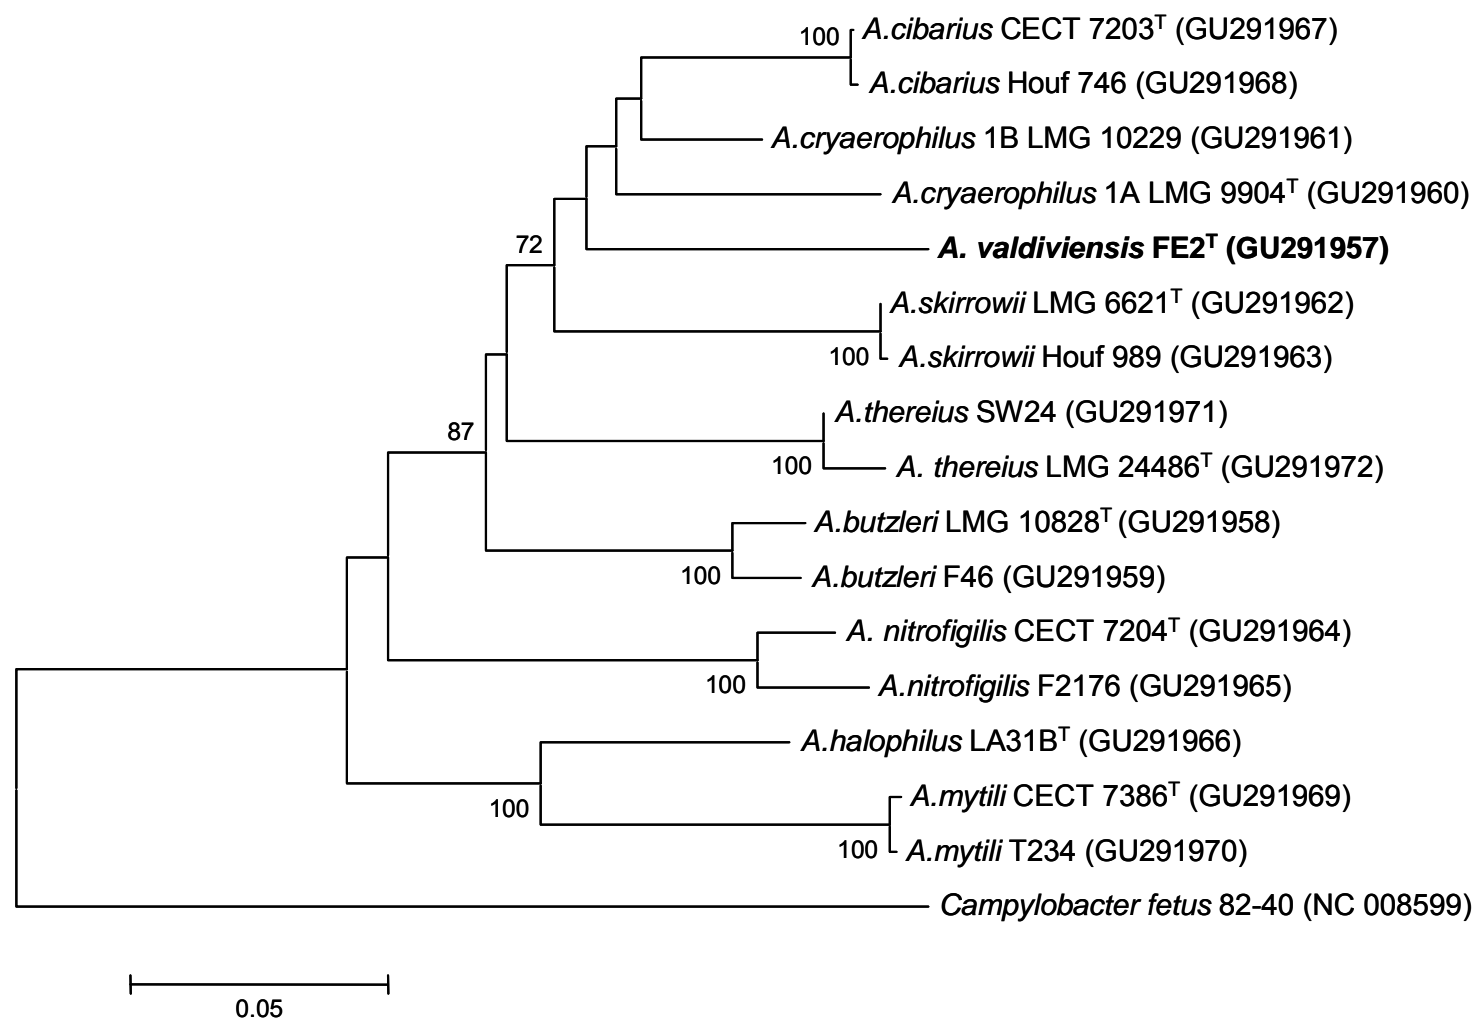 100 A.cibarius CECT 7203ᵀ (GU291967)
A.cibarius Houf 746 (GU291968)
A.cryaerophilus 1B LMG 10229 (GU291961)
A.cryaerophilus 1A LMG 9904ᵀ (GU291960)
72
A. valdiviensis FE2ᵀ (GU291957)
A.skirrowii LMG 6621ᵀ (GU291962)
100 A.skirrowii Houf 989 (GU291963)
A.thereius SW24 (GU291971)
87
100 A. thereius LMG 24486ᵀ (GU291972)
A.butzleri LMG 10828ᵀ (GU291958)
100 A.butzleri F46 (GU291959)
A. nitrofigilis CECT 7204ᵀ (GU291964)
100 A.nitrofigilis F2176 (GU291965)
A.halophilus LA31Bᵀ (GU291966)
A.mytili CECT 7386ᵀ (GU291969)
100
100 A.mytili T234 (GU291970)
Campylobacter fetus 82-40 (NC 008599)
0.05